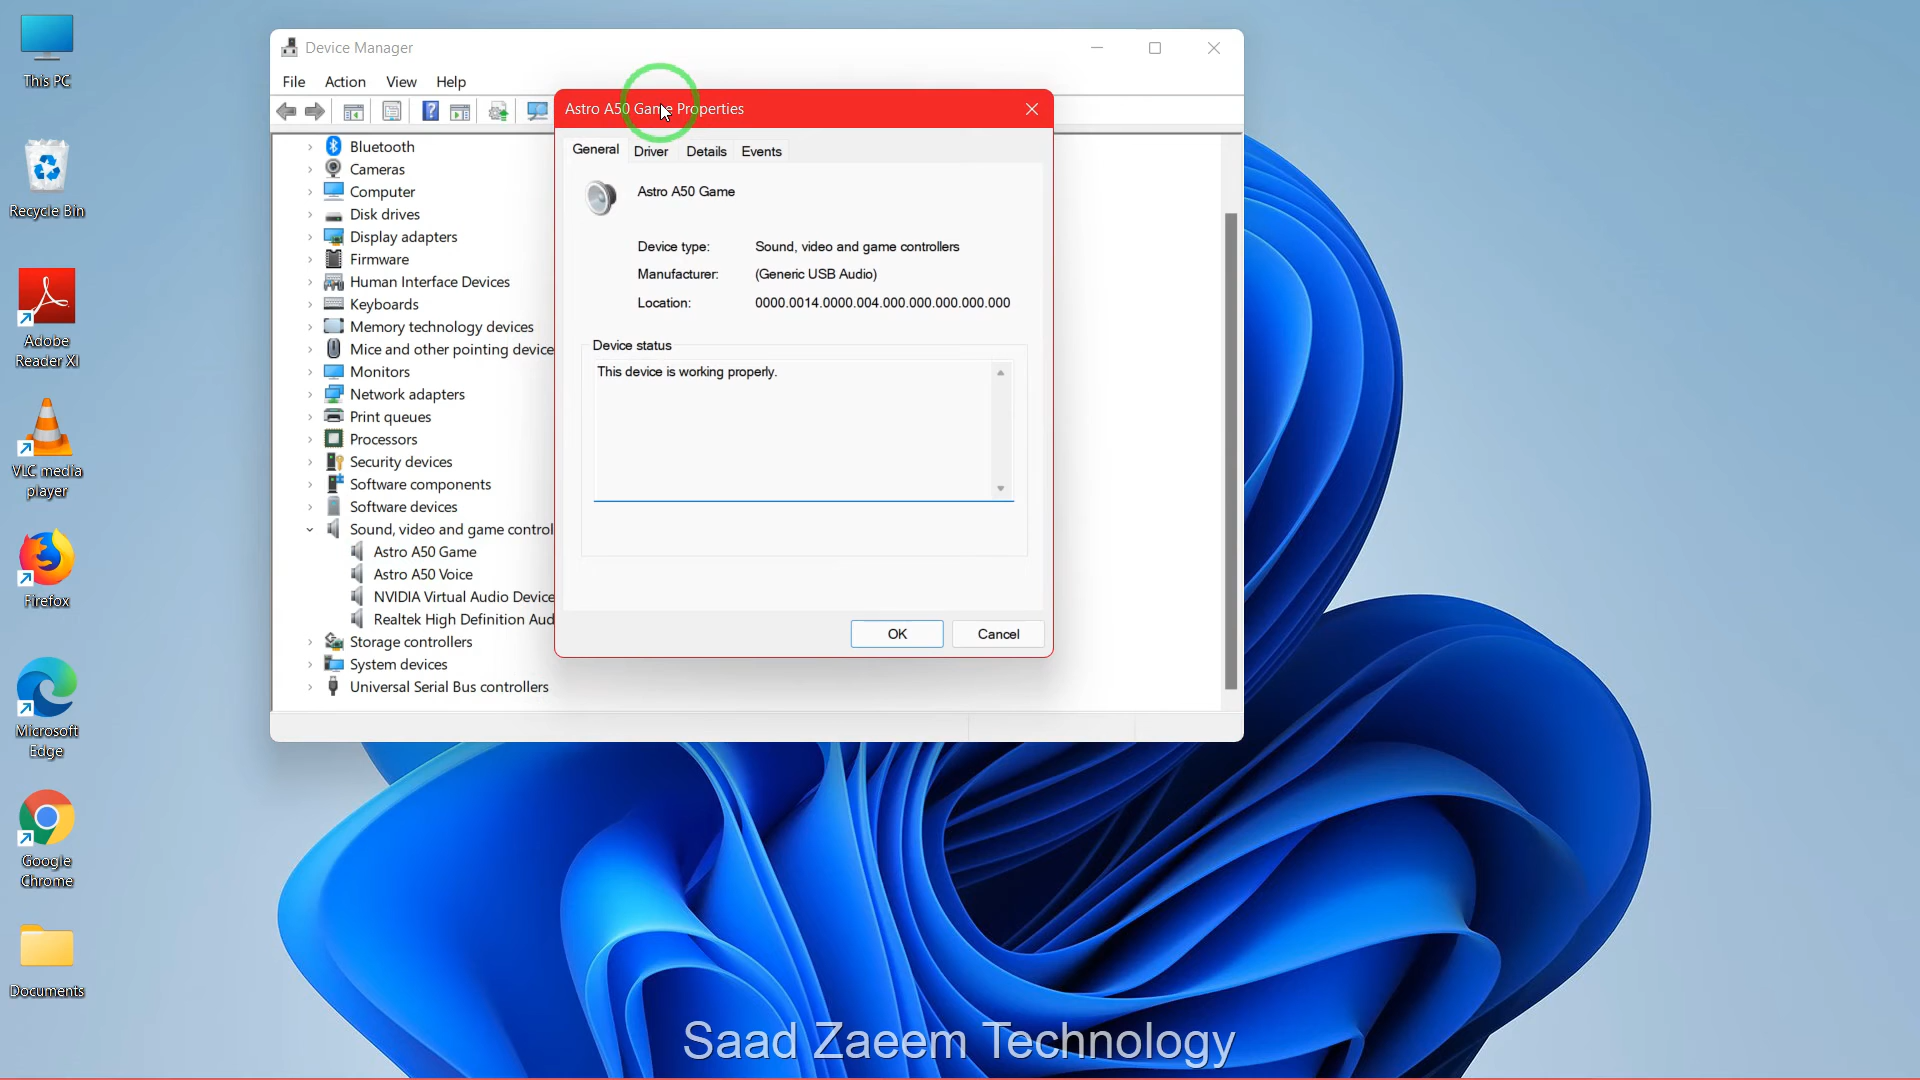 This PC
Recycle Bin
Adobe
Reader XI
VLC media
player
Firefox
Microsoft
Edge
Google
Chrome
Documents
Device Manager
File Action View Help
Bluetooth
Cameras
Computer
Disk drives
Display adapters
Firmware
Human Interface Devices
Keyboards
Memory technology devices
Mice and other pointing device
Monitors
Network adapters
Print queues
Processors
Security devices
Software components
Software devices
Sound, video and game control
Astro A50 Game
Astro A50 Voice
NVIDIA Virtual Audio Device
Realtek High Definition Aud
Storage controllers
System devices
Universal Serial Bus controllers
Astro A50 Game Properties
General Driver Details Events
Astro A50 Game
Device type: Sound, video and game controllers
Manufacturer: (Generic USB Audio)
Location: 0000.0014.0000.004.000.000.000.000.000
Device status
This device is working properly.
OK Cancel
Saad Zaeem Technology